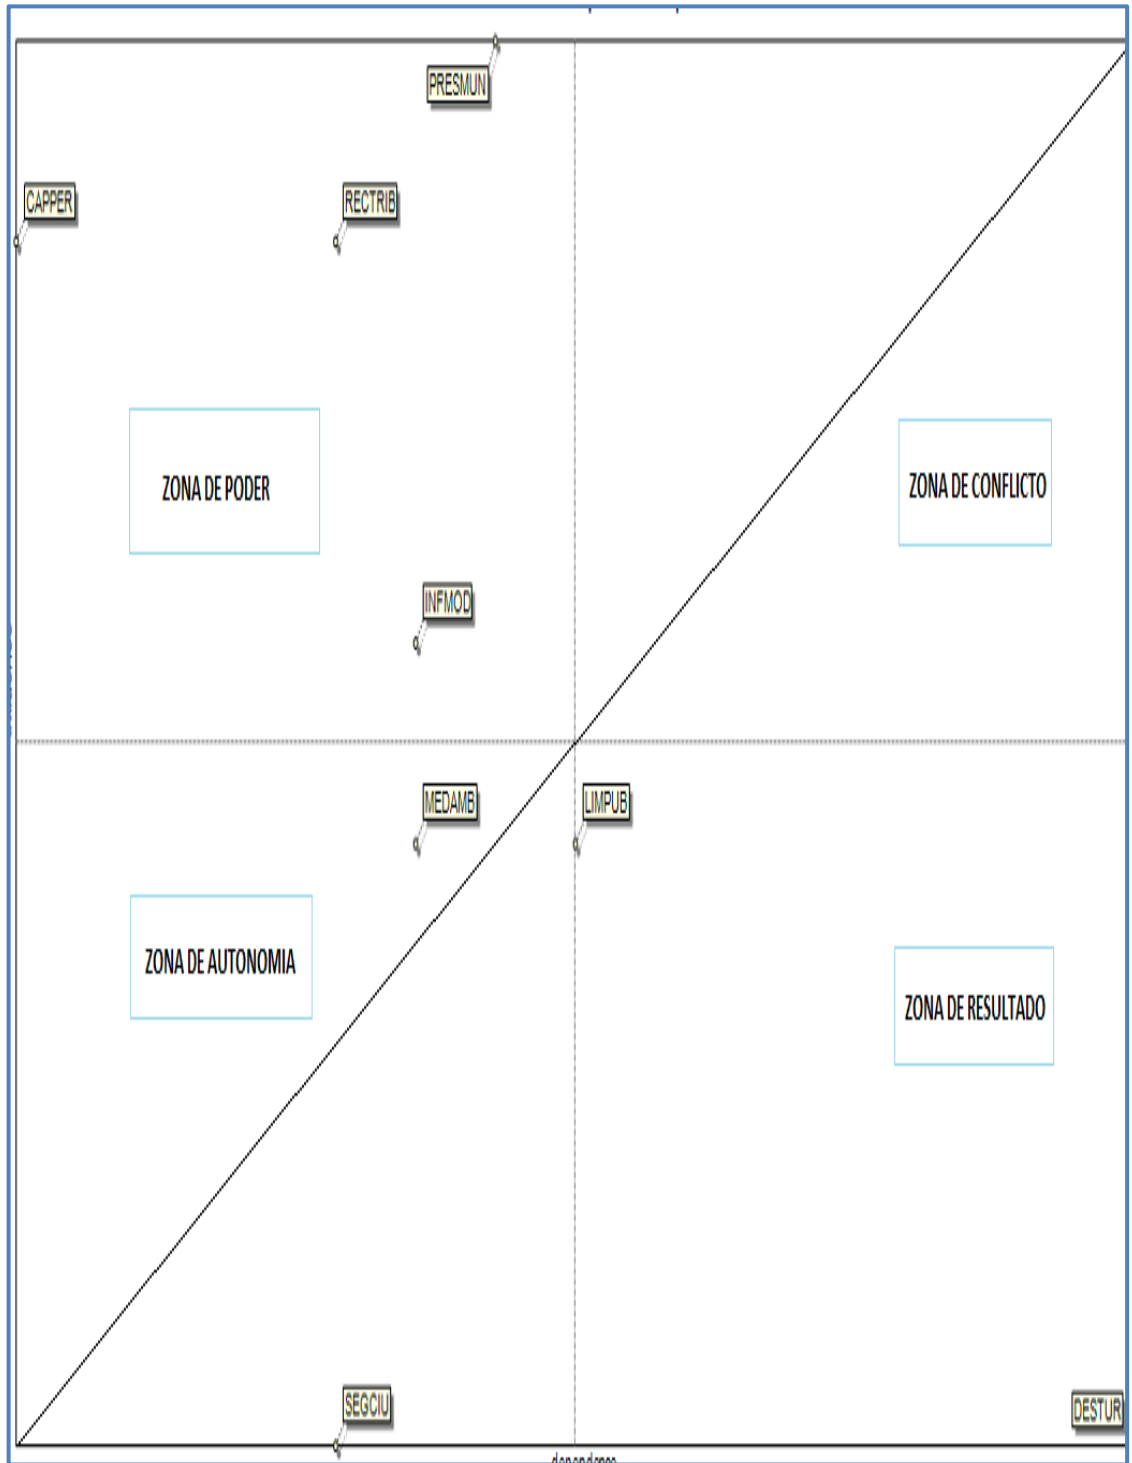 PRESMUN
CAPPER
RECTRIB
ZONA DE PODER
ZONA DE CONFLICTO
INFMOD
MEDAMB
LIMPUB
ZONA DE AUTONOMIA
ZONA DE RESULTADO
SEGCIU
DESTUR